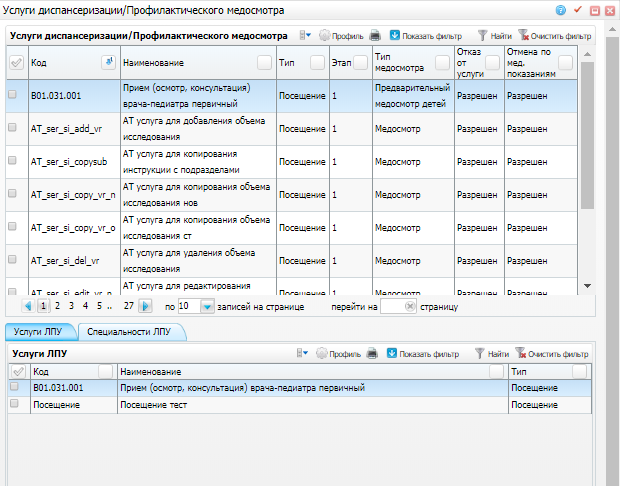 Услуги диспансеризации/Профилактического медосмотра
Услуги диспансеризации/Профилактического медосмотра Профиль Показать фильтр Найти Очистить фильтр
Код Наименование Тип Этап Тип медосмотра Отказ от услуги Отмена по мед. показаниям
B01.031.001 Прием (осмотр, консультация) врача-педиатра первичный Посещение 1 Предварительный медосмотр детей Разрешен Разрешен
AT_ser_si_add_vr АТ услуга для добавления объема исследования Посещение 1 Медосмотр Разрешен Разрешен
AT_ser_si_copysub АТ услуга для копирования инструкции с подразделами Посещение 1 Медосмотр Разрешен Разрешен
AT_ser_si_copy_vr_n АТ услуга для копирования объема исследования нов Посещение 1 Медосмотр Разрешен Разрешен
AT_ser_si_copy_vr_o АТ услуга для копирования объема исследования ст Посещение 1 Медосмотр Разрешен Разрешен
AT_ser_si_del_vr АТ услуга для удаления объема исследования Посещение 1 Медосмотр Разрешен Разрешен
АТ услуга для редактирования
1 2 3 4 5 .. 27 по 10 записей на странице перейти на страницу
Услуги ЛПУ Специальности ЛПУ
Услуги ЛПУ Профиль Показать фильтр Найти Очистить фильтр
Код Наименование Тип
B01.031.001 Прием (осмотр, консультация) врача-педиатра первичный Посещение
Посещение Посещение тест Посещение